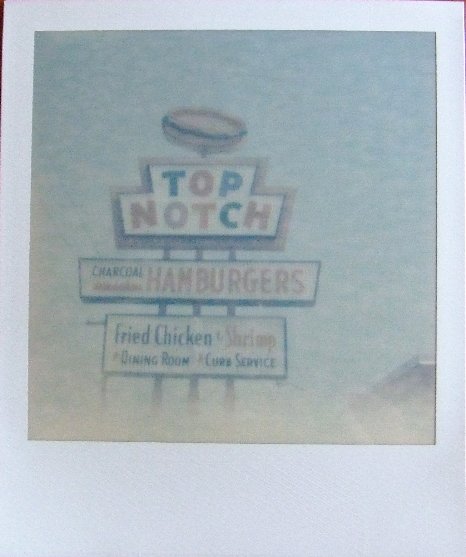 TOP
NOTCH
CHARCOAL HAMBURGERS
Fried Chicken & Shrimp
DINING ROOM CURB SERVICE